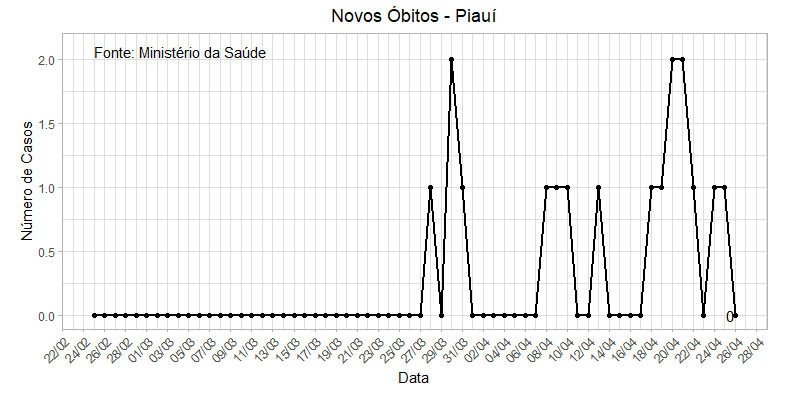 Novos Óbitos - Piauí
Fonte: Ministério da Saúde
Número de Casos
2.0
1.5
1.0
0.5
0.0
0
22/02 24/02 26/02 28/02 01/03 03/03 05/03 07/03 09/03 11/03 13/03 15/03 17/03 19/03 21/03 23/03 25/03 27/03 29/03 31/03 02/04 04/04 06/04 08/04 10/04 12/04 14/04 16/04 18/04 20/04 22/04 24/04 26/04 28/04
Data